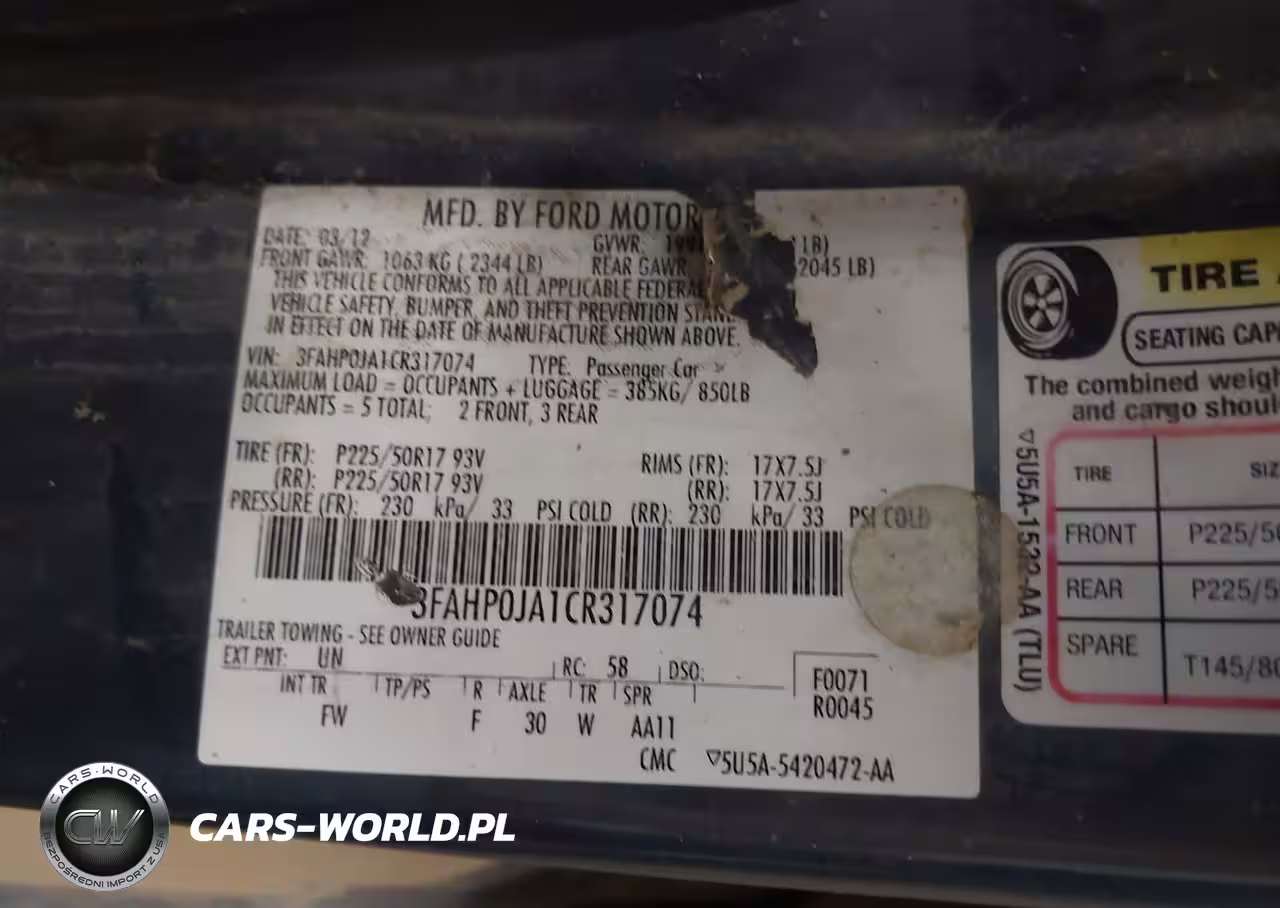 MFD. BY FORD MOTOR
DATE: 03/12 GVWR: LB)
FRONT GAWR: 1063 KG ( 2344 LB) REAR GAWR 2045 LB)
THIS VEHICLE CONFORMS TO ALL APPLICABLE FEDERAL
VEHICLE SAFETY, BUMPER, AND THEFT PREVENTION
IN EFFECT ON THE DATE OF MANUFACTURE SHOWN ABOVE.
VIN: 3FAHP0JA1CR317074 TYPE: Passenger Car
MAXIMUM LOAD = OCCUPANTS + LUGGAGE = 385KG/ 850LB
OCCUPANTS = 5 TOTAL; 2 FRONT, 3 REAR
TIRE (FR): P225/50R17 93V RIMS (FR): 17X7.5J
(RR): P225/50R17 93V (RR): 17X7.5J
PRESSURE (FR): 230 kPa/ 33 PSI COLD (RR): 230 kPa/ 33 PSI COLD
3FAHP0JA1CR317074
TRAILER TOWING - SEE OWNER GUIDE
EXT PNT: UN RC: 58 DSO:
INT TR TP/PS R AXLE TR SPR
FW F 30 W AA11
F0071
R0045
CMC ▽5U5A-5420472-AA
TIRE
SEATING CAP
The combined weigh
and cargo shoul
TIRE SIZ
FRONT P225/50
REAR P225/5
SPARE T145/80
▽5U5A-1532-AA (TLU)
CARS-WORLD
CW
BEZPOŚREDNI IMPORT Z USA
CARS-WORLD.PL